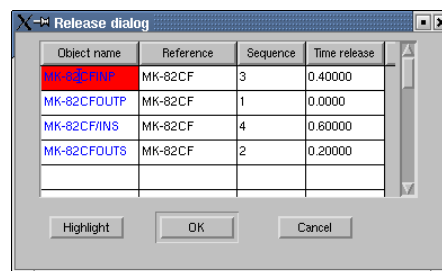 Release dialog
Object name Reference Sequence Time release
MK-82CFINP MK-82CF 3 0.40000
MK-82CFOUTP MK-82CF 1 0.0000
MK-82CF/INS MK-82CF 4 0.60000
MK-82CFOUTS MK-82CF 2 0.20000
Highlight OK Cancel